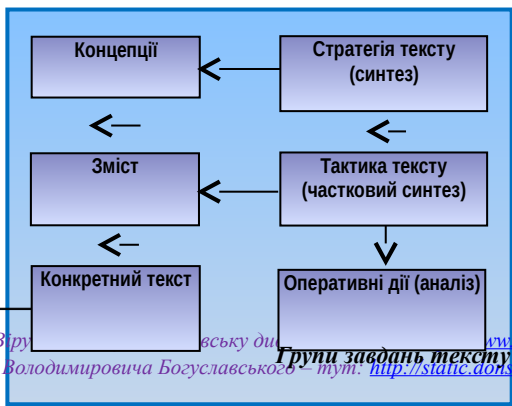 Концепції
Стратегія тексту
(синтез)
Зміст
Тактика тексту
(частковий синтез)
Конкретний текст
Оперативні дії (аналіз)
Групи завдань тексту
Володимировича Богуславського – тут: http://static.